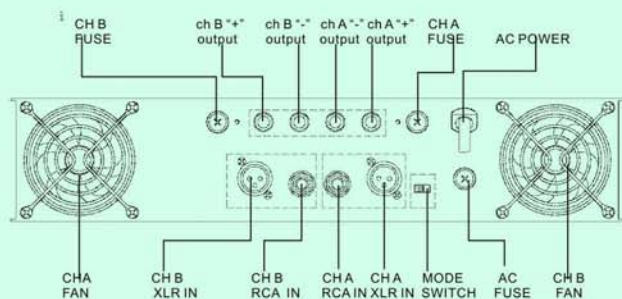 CH B ch B "+" ch B "-" ch A "-" ch A "+" CH A
FUSE output output output output FUSE AC POWER
CHA CH B CH B CH A CH A MODE AC CH B
FAN XLR IN RCA IN RCA IN XLR IN SWITCH FUSE FAN